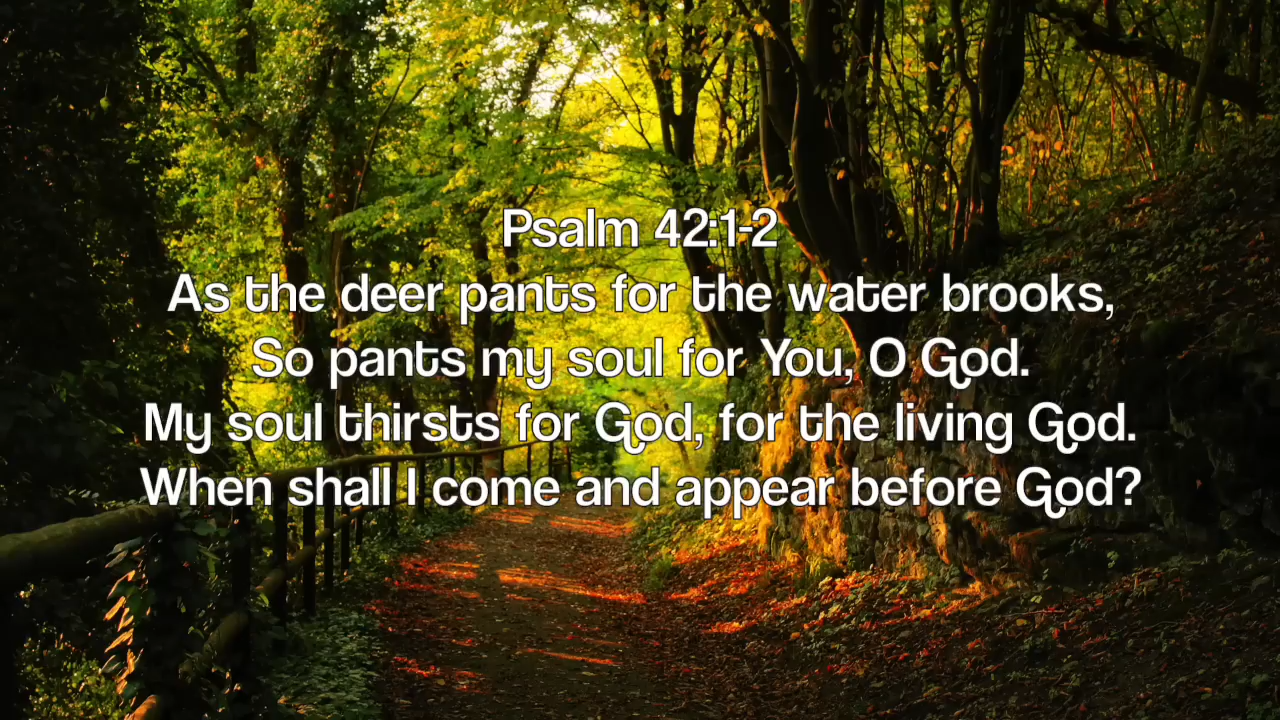 Psalm 42:1-2
As the deer pants for the water brooks,
So pants my soul for You, O God.
My soul thirsts for God, for the living God.
When shall I come and appear before God?